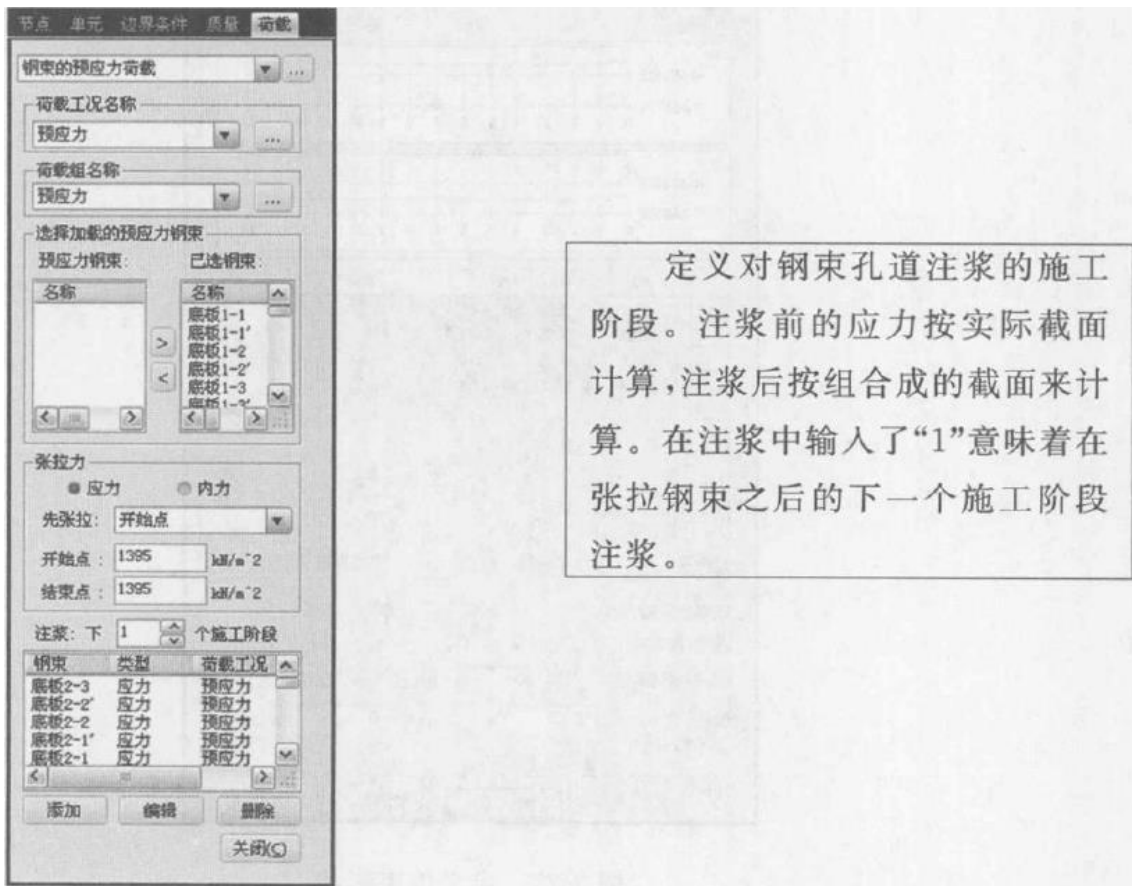 节点 单元 边界条件 质量 荷载
钢束的预应力荷载 ...
荷载工况名称
预应力 ...
荷载组名称
预应力 ...
选择加载的预应力钢束
预应力钢束: 已选钢束:
名称 名称
底板1-1
底板1-1'
底板1-2
> 底板1-2'
< 底板1-3
底板1-3'
张拉力
应力 内力
先张拉: 开始点
开始点: 1395 kN/m^2
结束点: 1395 kN/m^2
注浆: 下 1 个施工阶段
钢束 类型 荷载工况
底板2-3 应力 预应力
底板2-2' 应力 预应力
底板2-2 应力 预应力
底板2-1' 应力 预应力
底板2-1 应力 预应力
添加 编辑 删除
关闭(C)
定义对钢束孔道注浆的施工
阶段。注浆前的应力按实际截面
计算,注浆后按组合成的截面来计
算。在注浆中输入了“1”意味着在
张拉钢束之后的下一个施工阶段
注浆。